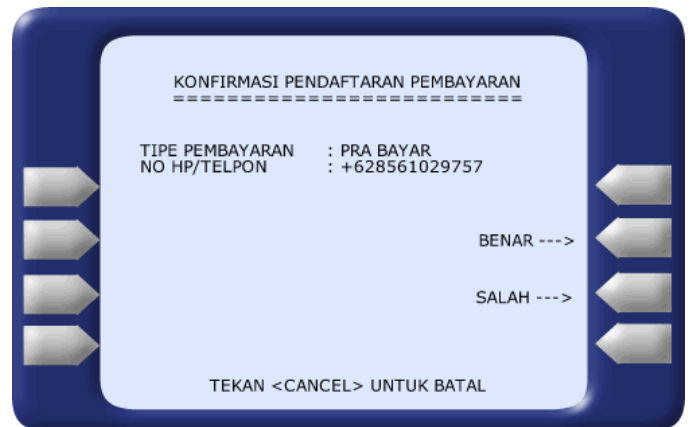 KONFIRMASI PENDAFTARAN PEMBAYARAN
===========================
TIPE PEMBAYARAN : PRA BAYAR
NO HP/TELPON : +628561029757
BENAR --->
SALAH --->
TEKAN <CANCEL> UNTUK BATAL